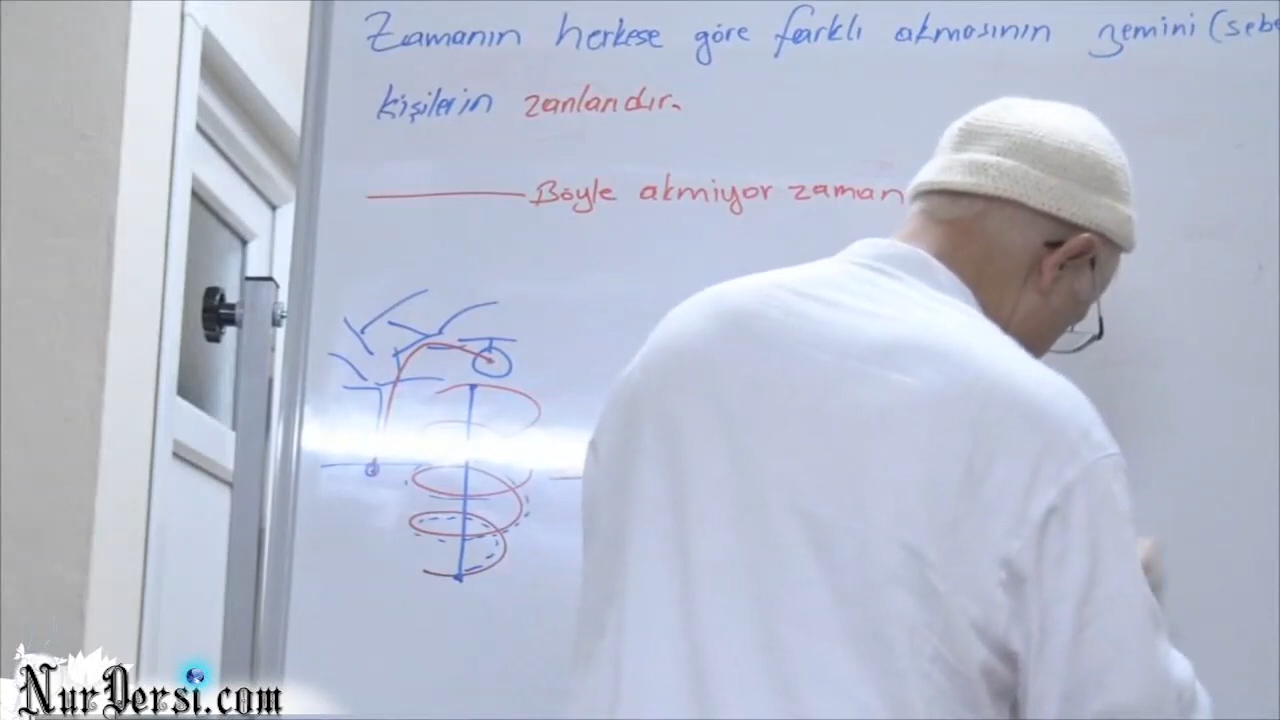 Zamanın herkese göre farklı akmasının zemini (sebe
kişilerin zanlarıdır.
Böyle akmıyor zaman
NurDersi.com